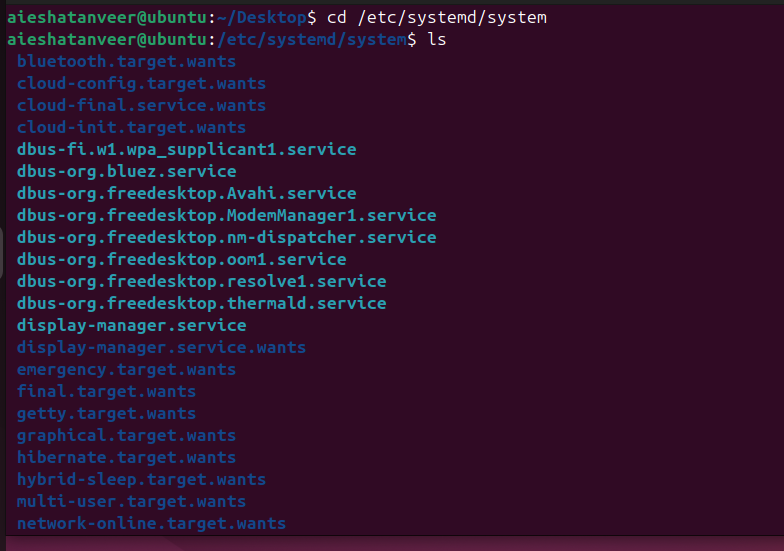 aieshatanveer@ubuntu:~/Desktop$ cd /etc/systemd/system
aieshatanveer@ubuntu:/etc/systemd/system$ ls
bluetooth.target.wants
cloud-config.target.wants
cloud-final.service.wants
cloud-init.target.wants
dbus-fi.w1.wpa_supplicant1.service
dbus-org.bluez.service
dbus-org.freedesktop.Avahi.service
dbus-org.freedesktop.ModemManager1.service
dbus-org.freedesktop.nm-dispatcher.service
dbus-org.freedesktop.oom1.service
dbus-org.freedesktop.resolve1.service
dbus-org.freedesktop.thermald.service
display-manager.service
display-manager.service.wants
emergency.target.wants
final.target.wants
getty.target.wants
graphical.target.wants
hibernate.target.wants
hybrid-sleep.target.wants
multi-user.target.wants
network-online.target.wants